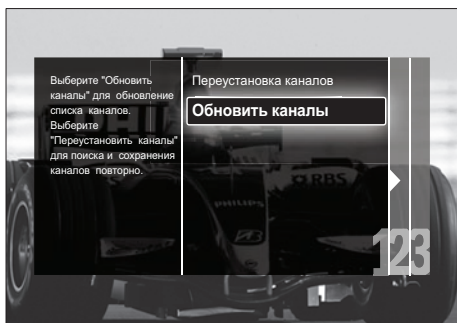 Выберите "Обновить
каналы" для обновление
списка каналов.
Выберите
"Переустановить каналы"
для поиска и сохранения
каналов повторно.
Переустановка каналов
Обновить каналы
RBS
PHILIPS
123